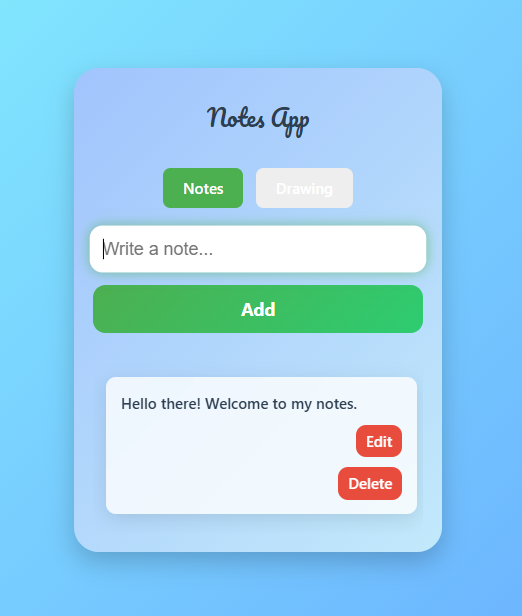 Notes App
Notes Drawing
Write a note...
Add
Hello there! Welcome to my notes.
Edit
Delete